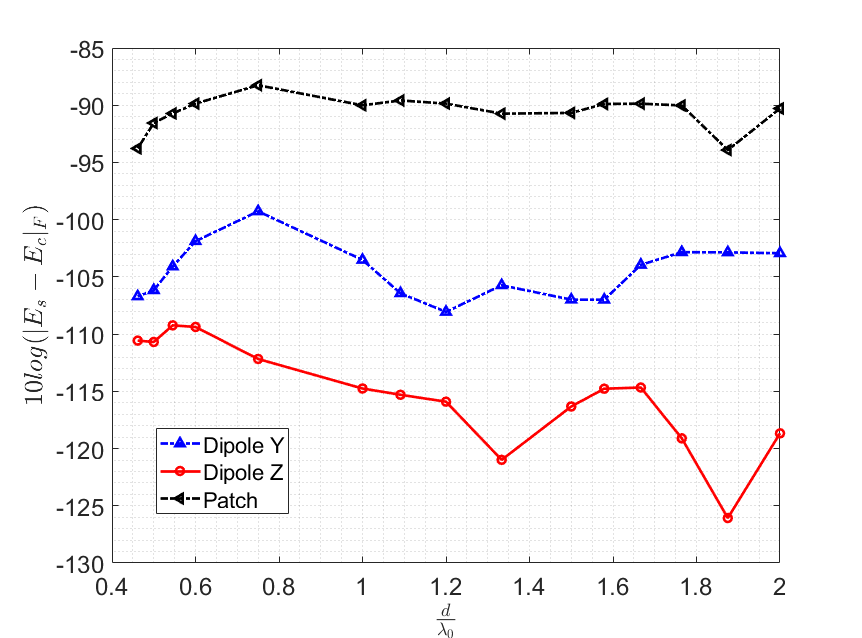 -85
-90
-95
-100
-105
-110
-115
-120
-125
-130
10log(|E_s − E_c|_F)
Dipole Y
Dipole Z
Patch
0.4 0.6 0.8 1 1.2 1.4 1.6 1.8 2
d
λ₀